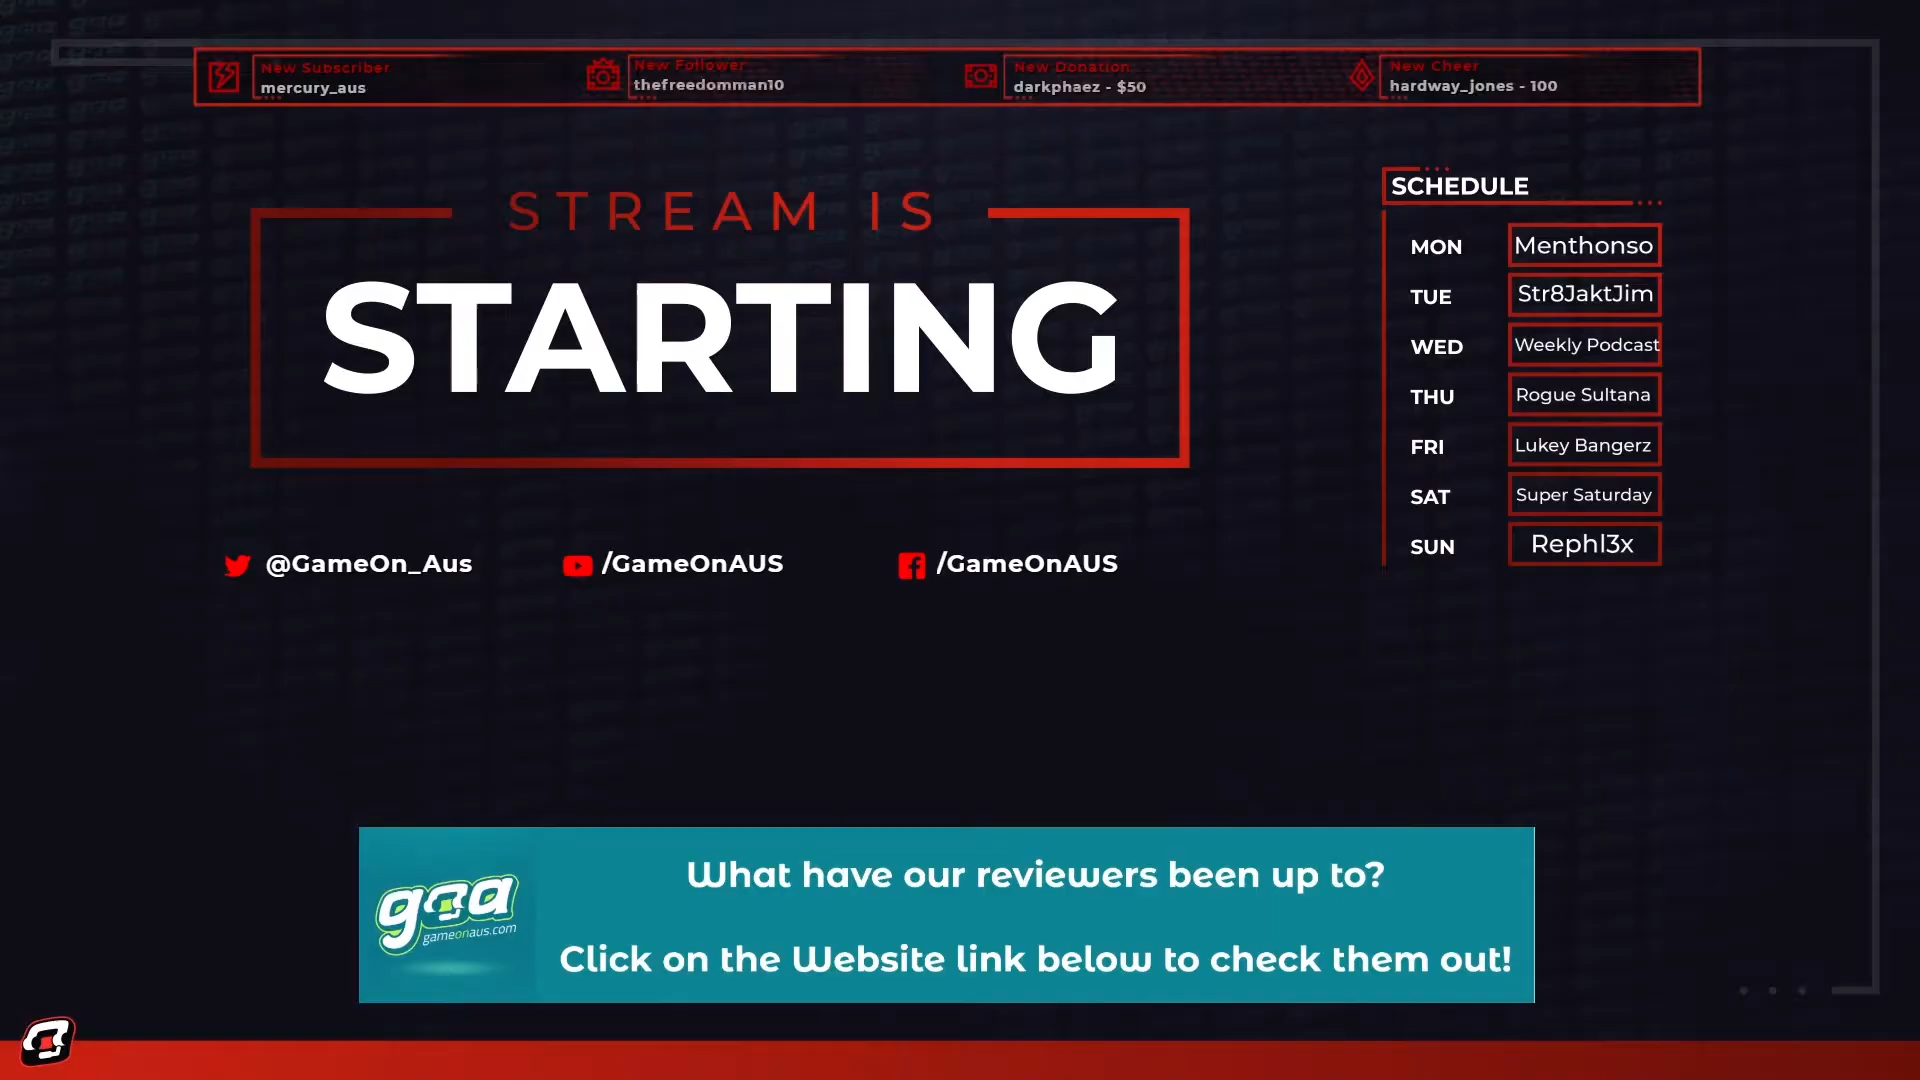 New Subscriber
mercury_aus
New Follower
thefreedomman10
New Donation
darkphaez - $50
New Cheer
hardway_jones - 100
STREAM IS
STARTING
SCHEDULE
MON Menthonso
TUE Str8JaktJim
WED Weekly Podcast
THU Rogue Sultana
FRI Lukey Bangerz
SAT Super Saturday
SUN Rephl3x
@GameOn_Aus
/GameOnAUS
/GameOnAUS
What have our reviewers been up to?
goa
gameonaus.com
Click on the Website link below to check them out!